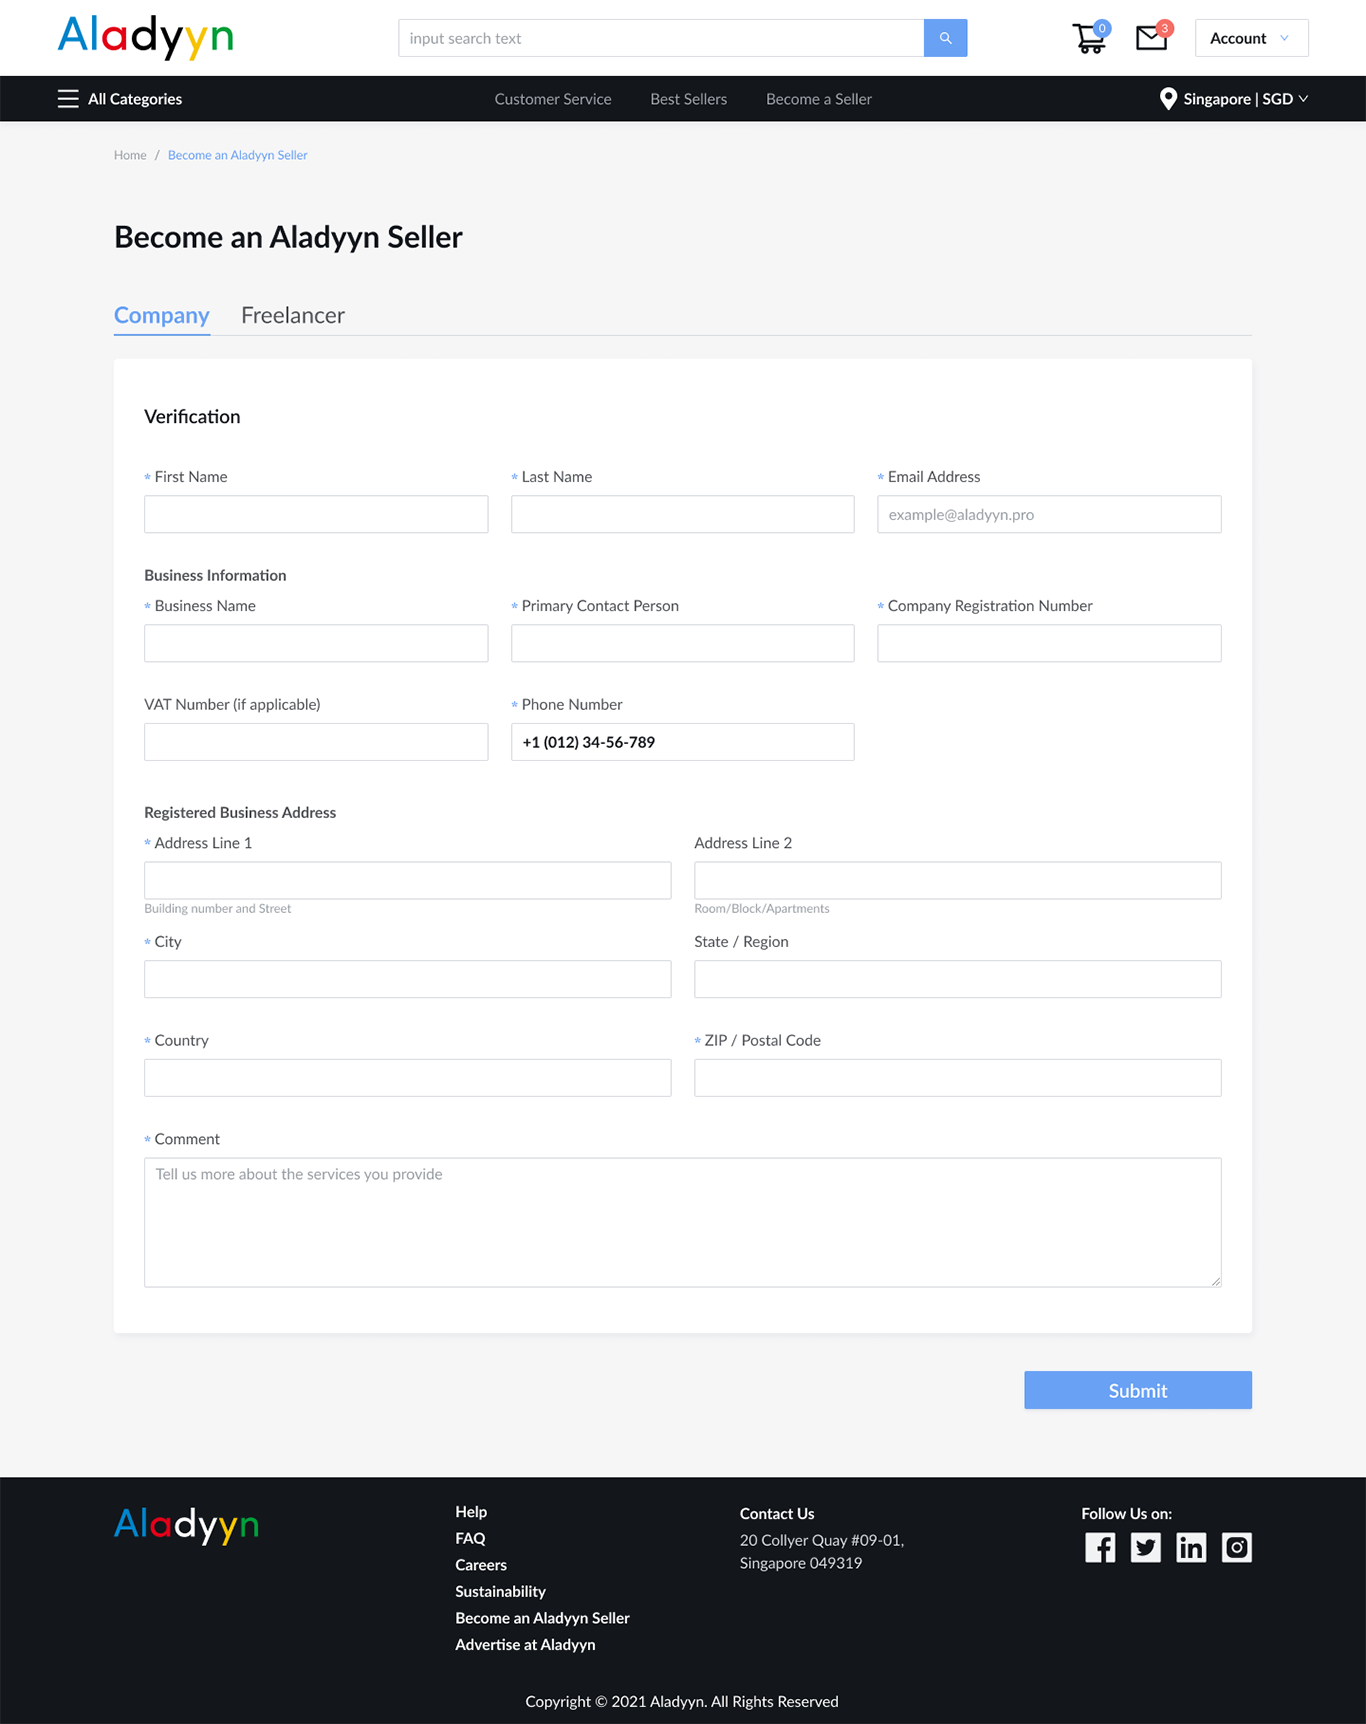 Aladyyn
input search text
0
3
Account
All Categories
Customer Service
Best Sellers
Become a Seller
Singapore | SGD
Home / Become an Aladyyn Seller
Become an Aladyyn Seller
Company
Freelancer
Verification
* First Name
* Last Name
* Email Address
example@aladyyn.pro
Business Information
* Business Name
* Primary Contact Person
* Company Registration Number
VAT Number (if applicable)
* Phone Number
+1 (012) 34-56-789
Registered Business Address
* Address Line 1
Address Line 2
Building number and Street
Room/Block/Apartments
* City
State / Region
* Country
* ZIP / Postal Code
* Comment
Tell us more about the services you provide
Submit
Aladyyn
Help
FAQ
Careers
Sustainability
Become an Aladyyn Seller
Advertise at Aladyyn
Contact Us
20 Collyer Quay #09-01,
Singapore 049319
Follow Us on:
Copyright © 2021 Aladyyn. All Rights Reserved